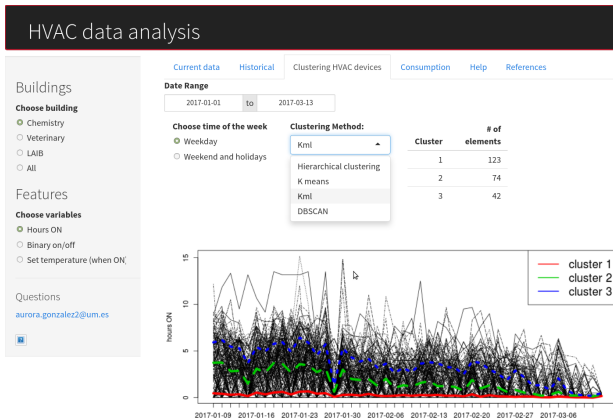 HVAC data analysis
Buildings
Choose building
Chemistry
Veterinary
LAIB
All
Features
Choose variables
Hours ON
Binary on/off
Set temperature (when ON)
Questions
aurora.gonzalez2@um.es
Current data Historical Clustering HVAC devices Consumption Help References
Date Range
2017-01-01 to 2017-03-13
Choose time of the week
Weekday
Weekend and holidays
Clustering Method:
Kml
Hierarchical clustering
K means
Kml
DBSCAN
Cluster # of elements
1 123
2 74
3 42
hours ON
15
10
5
0
cluster 1
cluster 2
cluster 3
2017-01-09 2017-01-16 2017-01-23 2017-01-30 2017-02-06 2017-02-13 2017-02-20 2017-02-27 2017-03-06